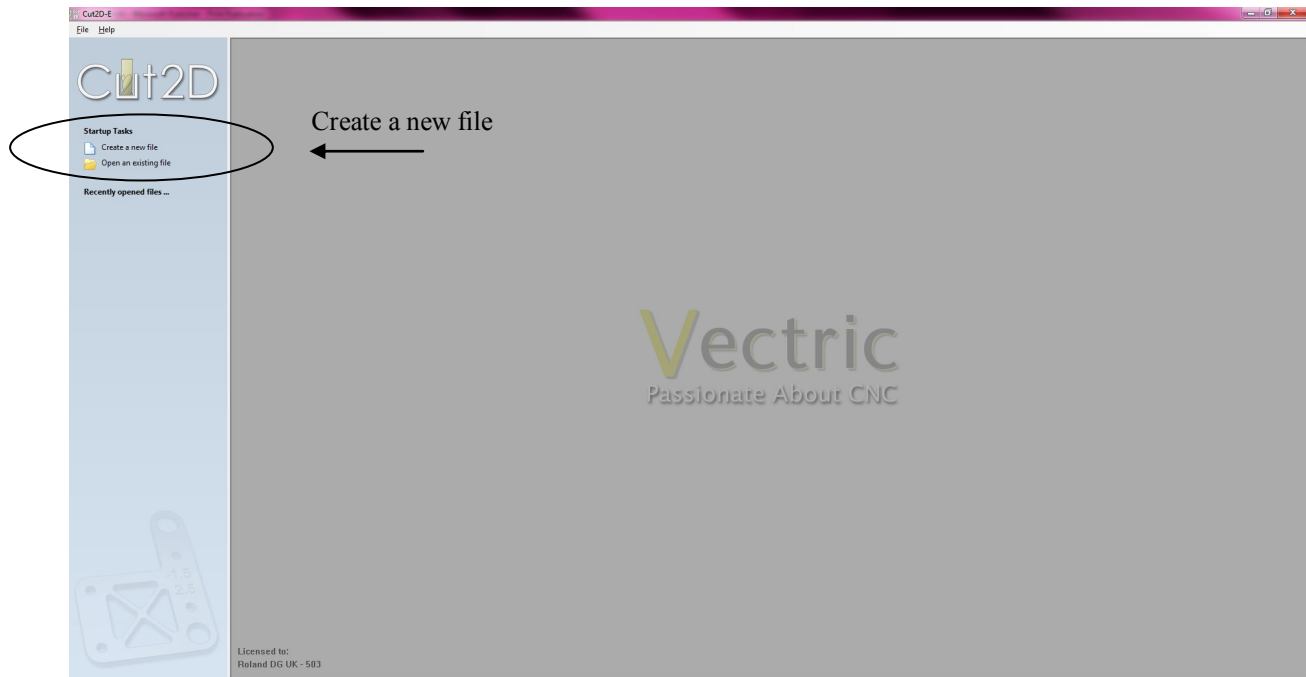 Cut2D-E
File Help
Cut2D
Startup Tasks
Create a new file
Open an existing file
Recently opened files ...
Create a new file
Vectric
Passionate About CNC
1.5
2.5
Licensed to:
Roland DG UK - 503